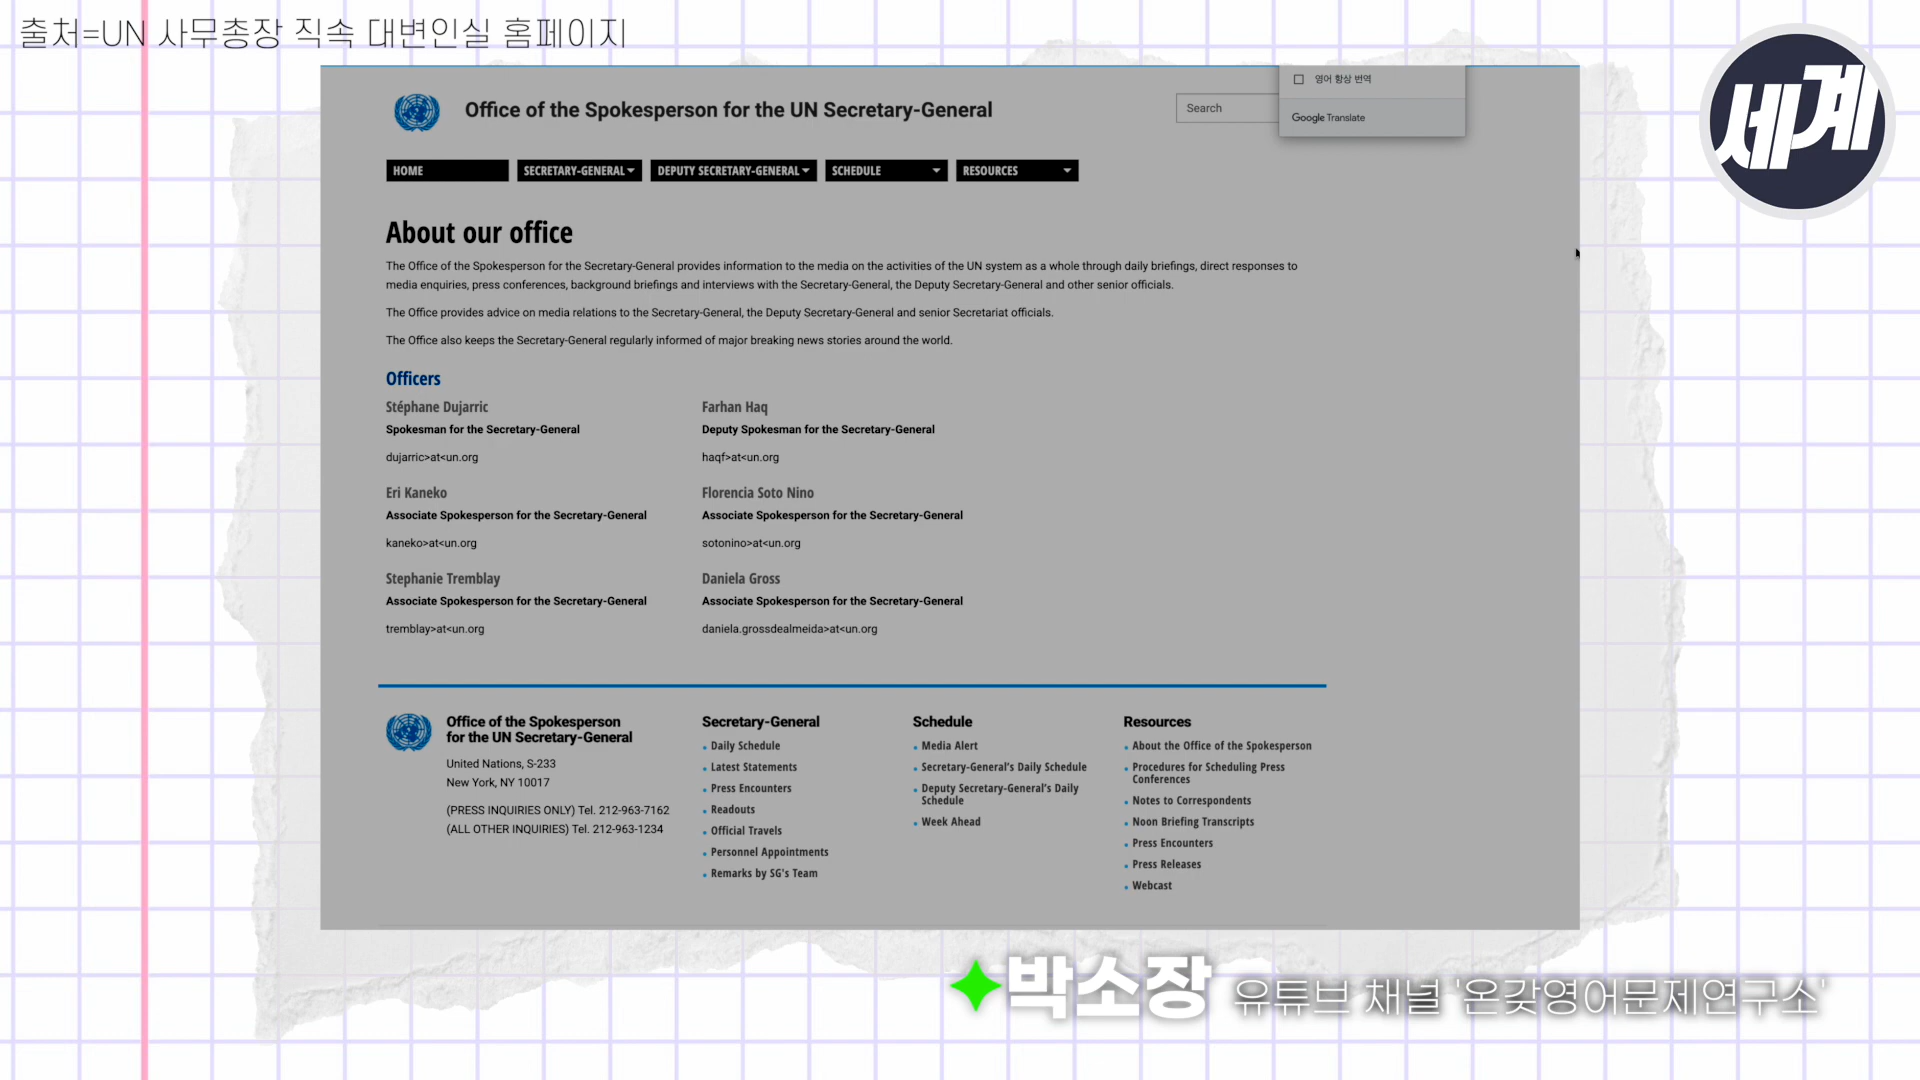 출처=UN 사무총장 직속 대변인실 홈페이지
세계
영어 항상 번역
Google Translate
Office of the Spokesperson for the UN Secretary-General
Search
HOME
SECRETARY-GENERAL
DEPUTY SECRETARY-GENERAL
SCHEDULE
RESOURCES
About our office
The Office of the Spokesperson for the Secretary-General provides information to the media on the activities of the UN system as a whole through daily briefings, direct responses to
media enquiries, press conferences, background briefings and interviews with the Secretary-General, the Deputy Secretary-General and other senior officials.
The Office provides advice on media relations to the Secretary-General, the Deputy Secretary-General and senior Secretariat officials.
The Office also keeps the Secretary-General regularly informed of major breaking news stories around the world.
Officers
Stéphane Dujarric
Spokesman for the Secretary-General
dujarric>at<un.org
Farhan Haq
Deputy Spokesman for the Secretary-General
haqf>at<un.org
Eri Kaneko
Associate Spokesperson for the Secretary-General
kaneko>at<un.org
Florencia Soto Nino
Associate Spokesperson for the Secretary-General
sotonino>at<un.org
Stephanie Tremblay
Associate Spokesperson for the Secretary-General
tremblay>at<un.org
Daniela Gross
Associate Spokesperson for the Secretary-General
daniela.grossdealmeida>at<un.org
Office of the Spokesperson
for the UN Secretary-General
United Nations, S-233
New York, NY 10017
(PRESS INQUIRIES ONLY) Tel. 212-963-7162
(ALL OTHER INQUIRIES) Tel. 212-963-1234
Secretary-General
Daily Schedule
Latest Statements
Press Encounters
Readouts
Official Travels
Personnel Appointments
Remarks by SG's Team
Schedule
Media Alert
Secretary-General's Daily Schedule
Deputy Secretary-General's Daily
Schedule
Week Ahead
Resources
About the Office of the Spokesperson
Procedures for Scheduling Press
Conferences
Notes to Correspondents
Noon Briefing Transcripts
Press Encounters
Press Releases
Webcast
박소장 유튜브 채널 '온갖영어문제연구소'